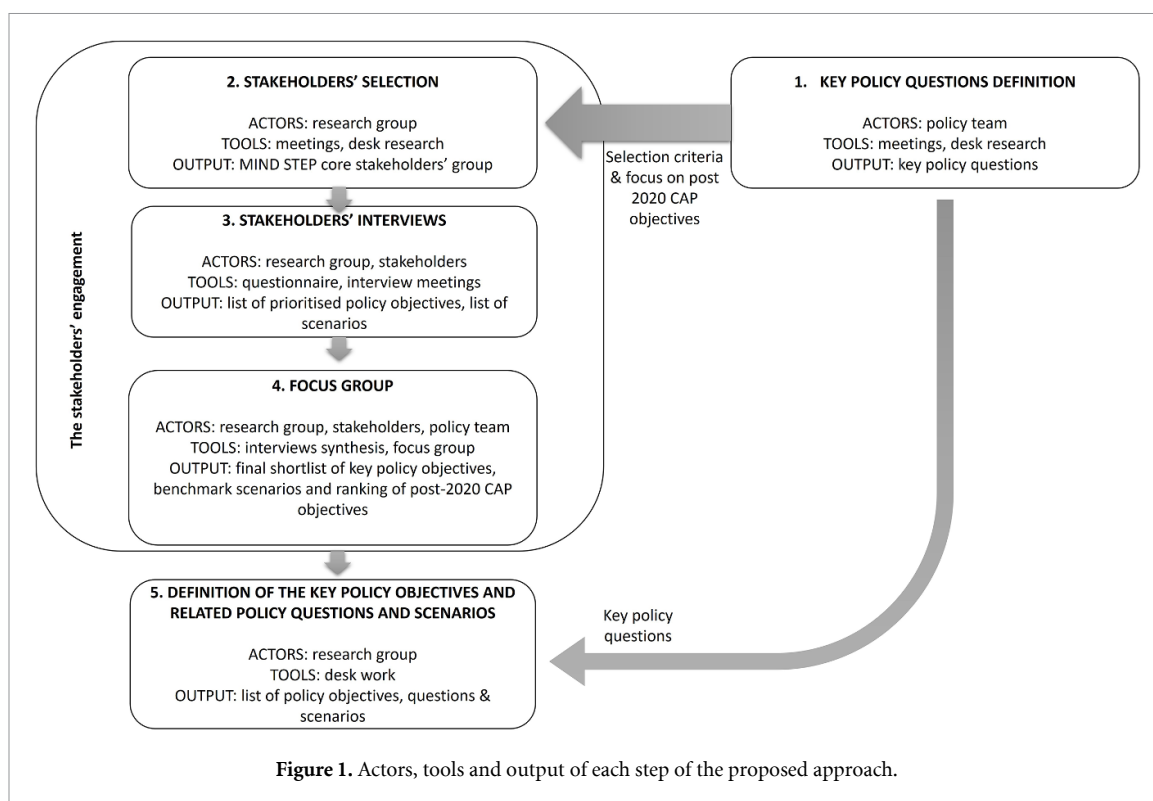 1. KEY POLICY QUESTIONS DEFINITION
ACTORS: policy team
TOOLS: meetings, desk research
OUTPUT: key policy questions
Selection criteria
& focus on post
2020 CAP
objectives
The stakeholders' engagement
2. STAKEHOLDERS' SELECTION
ACTORS: research group
TOOLS: meetings, desk research
OUTPUT: MIND STEP core stakeholders' group
3. STAKEHOLDERS' INTERVIEWS
ACTORS: research group, stakeholders
TOOLS: questionnaire, interview meetings
OUTPUT: list of prioritised policy objectives, list of
scenarios
4. FOCUS GROUP
ACTORS: research group, stakeholders, policy team
TOOLS: interviews synthesis, focus group
OUTPUT: final shortlist of key policy objectives,
benchmark scenarios and ranking of post-2020 CAP
objectives
5. DEFINITION OF THE KEY POLICY OBJECTIVES AND
RELATED POLICY QUESTIONS AND SCENARIOS
ACTORS: research group
TOOLS: desk work
OUTPUT: list of policy objectives, questions &
scenarios
Key policy
questions
Figure 1. Actors, tools and output of each step of the proposed approach.